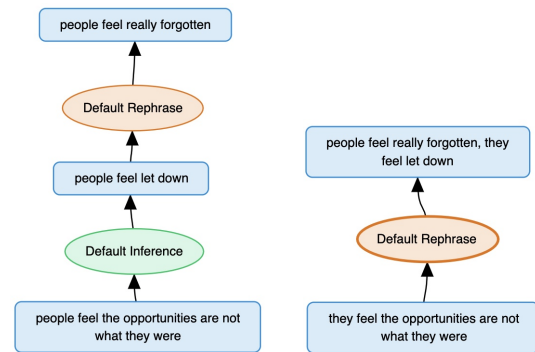 people feel really forgotten
Default Rephrase
people feel let down
Default Inference
people feel the opportunities are not
what they were
people feel really forgotten, they
feel let down
Default Rephrase
they feel the opportunities are not
what they were